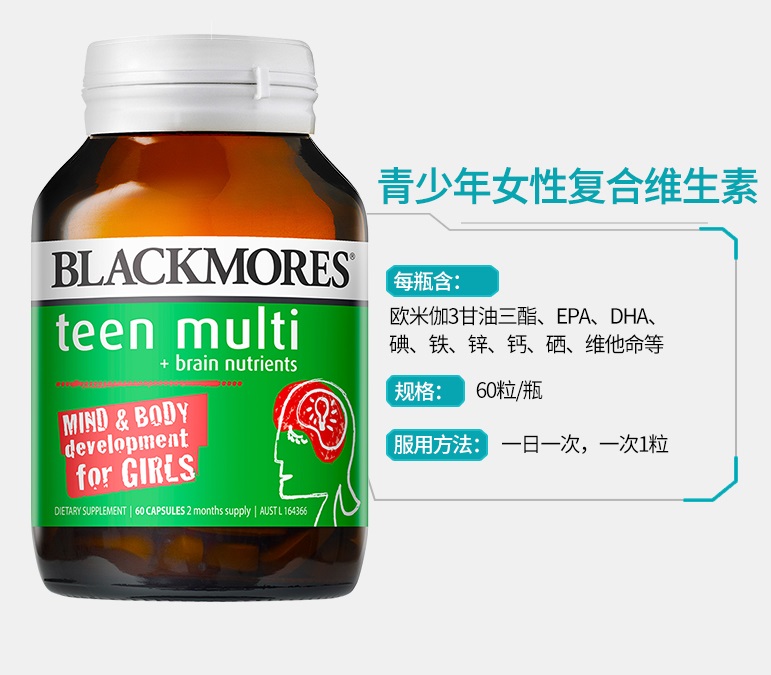 BLACKMORES®
teen multi
+ brain nutrients
MIND & BODY
development
for GIRLS
DIETARY SUPPLEMENT | 60 CAPSULES 2 months supply | AUST L 164366
青少年女性复合维生素
每瓶含：
欧米伽3甘油三酯、EPA、DHA、
碘、铁、锌、钙、硒、维他命等
规格： 60粒/瓶
服用方法： 一日一次，一次1粒